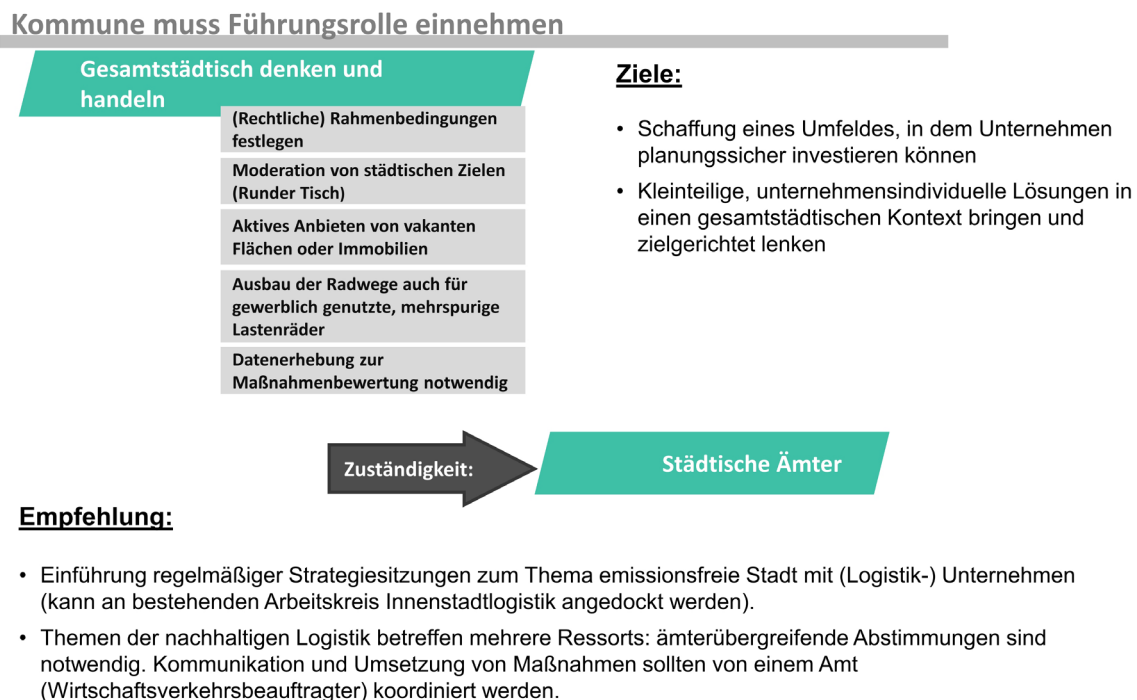 Kommune muss Führungsrolle einnehmen
Gesamtstädtisch denken und
handeln
(Rechtliche) Rahmenbedingungen
festlegen
Moderation von städtischen Zielen
(Runder Tisch)
Aktives Anbieten von vakanten
Flächen oder Immobilien
Ausbau der Radwege auch für
gewerblich genutzte, mehrspurige
Lastenräder
Datenerhebung zur
Maßnahmenbewertung notwendig
Ziele:
• Schaffung eines Umfeldes, in dem Unternehmen
planungssicher investieren können
• Kleinteilige, unternehmensindividuelle Lösungen in
einen gesamtstädtischen Kontext bringen und
zielgerichtet lenken
Zuständigkeit:
Städtische Ämter
Empfehlung:
• Einführung regelmäßiger Strategiesitzungen zum Thema emissionsfreie Stadt mit (Logistik-) Unternehmen
(kann an bestehenden Arbeitskreis Innenstadtlogistik angedockt werden).
• Themen der nachhaltigen Logistik betreffen mehrere Ressorts: ämterübergreifende Abstimmungen sind
notwendig. Kommunikation und Umsetzung von Maßnahmen sollten von einem Amt
(Wirtschaftsverkehrsbeauftragter) koordiniert werden.